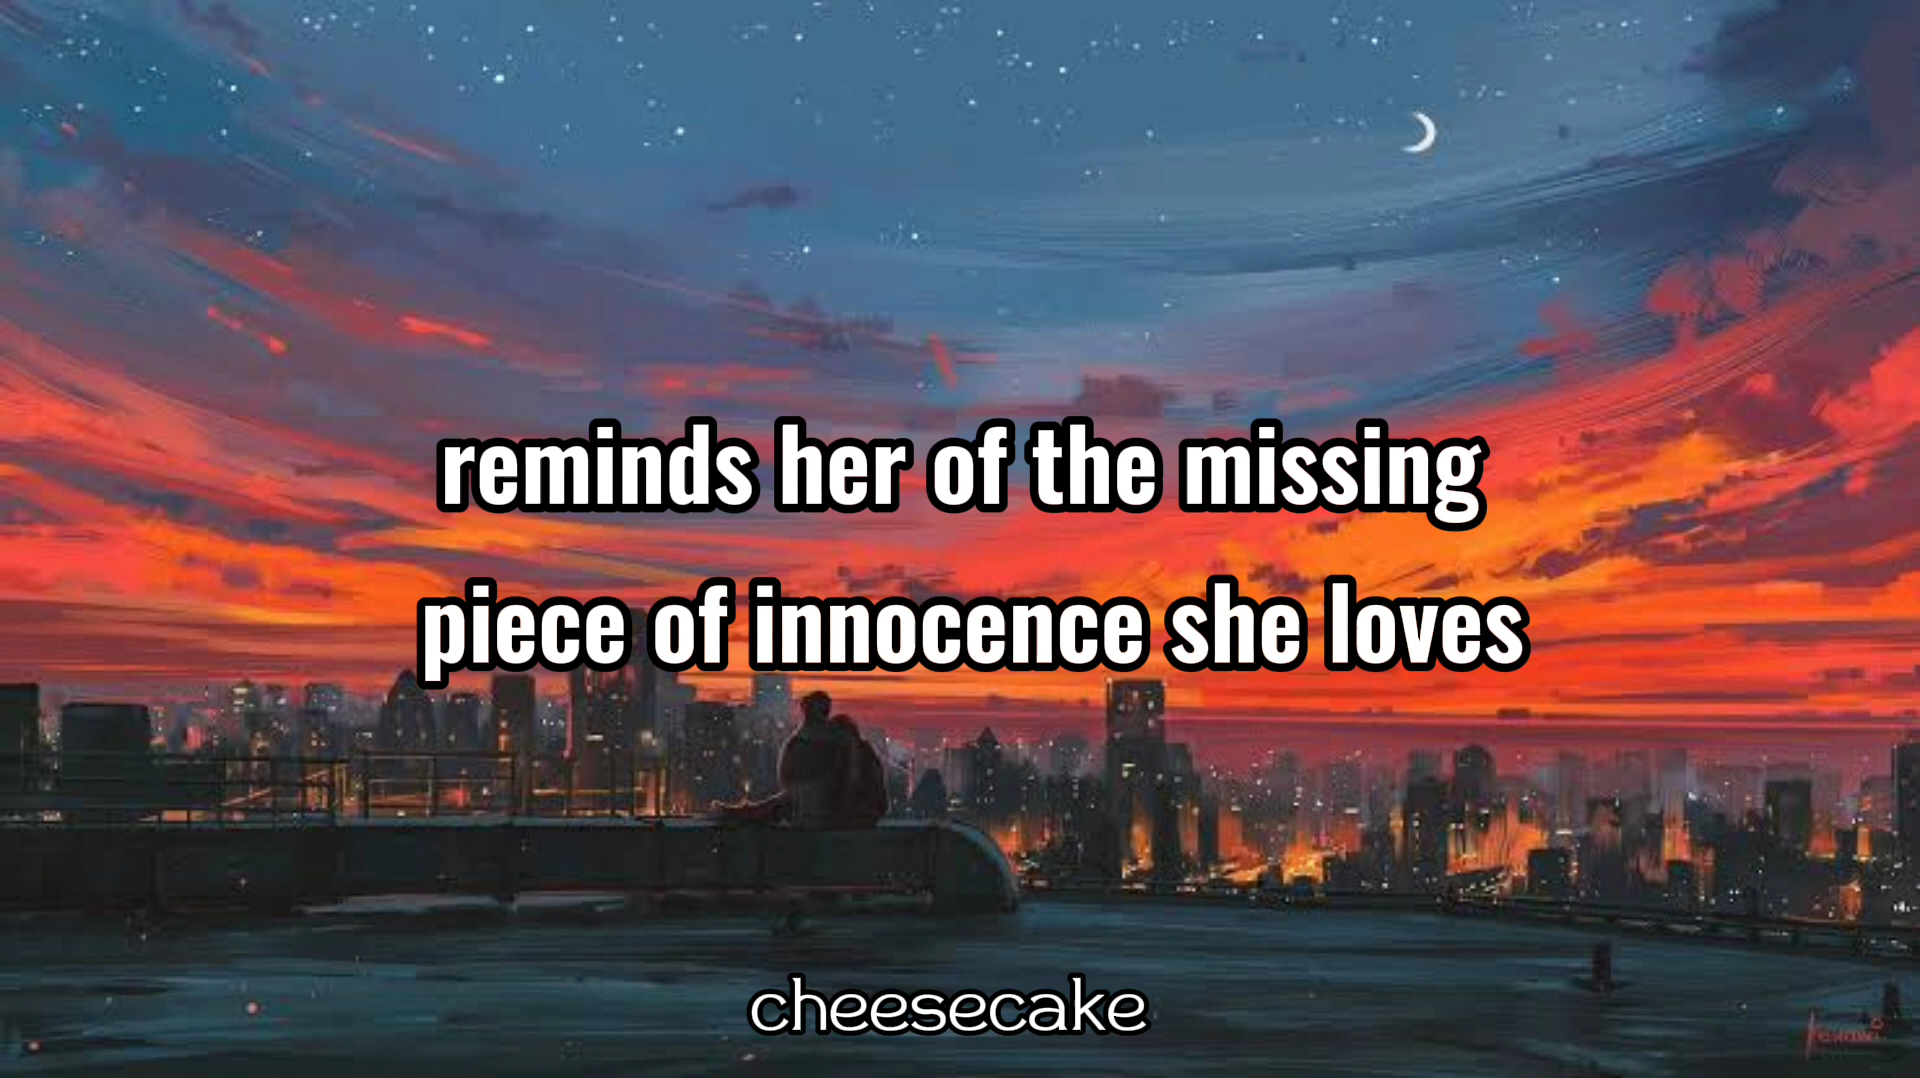 reminds her of the missing
piece of innocence she loves
cheesecake